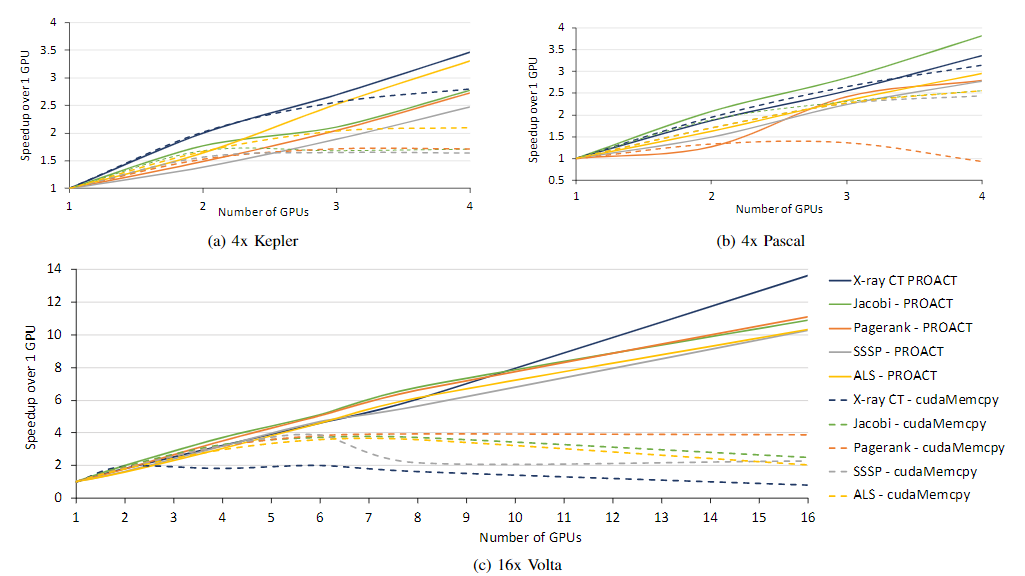 4
3.5
3
2.5
2
1.5
1
Speedup over 1 GPU
1 2 3 4
Number of GPUs
(a) 4x Kepler
4
3.5
3
2.5
2
1.5
1
0.5
Speedup over 1 GPU
1 2 3 4
Number of GPUs
(b) 4x Pascal
14
12
10
8
6
4
2
0
Speedup over 1 GPU
1 2 3 4 5 6 7 8 9 10 11 12 13 14 15 16
Number of GPUs
X-ray CT PROACT
Jacobi - PROACT
Pagerank - PROACT
SSSP - PROACT
ALS - PROACT
X-ray CT - cudaMemcpy
Jacobi - cudaMemcpy
Pagerank - cudaMemcpy
SSSP - cudaMemcpy
ALS - cudaMemcpy
(c) 16x Volta